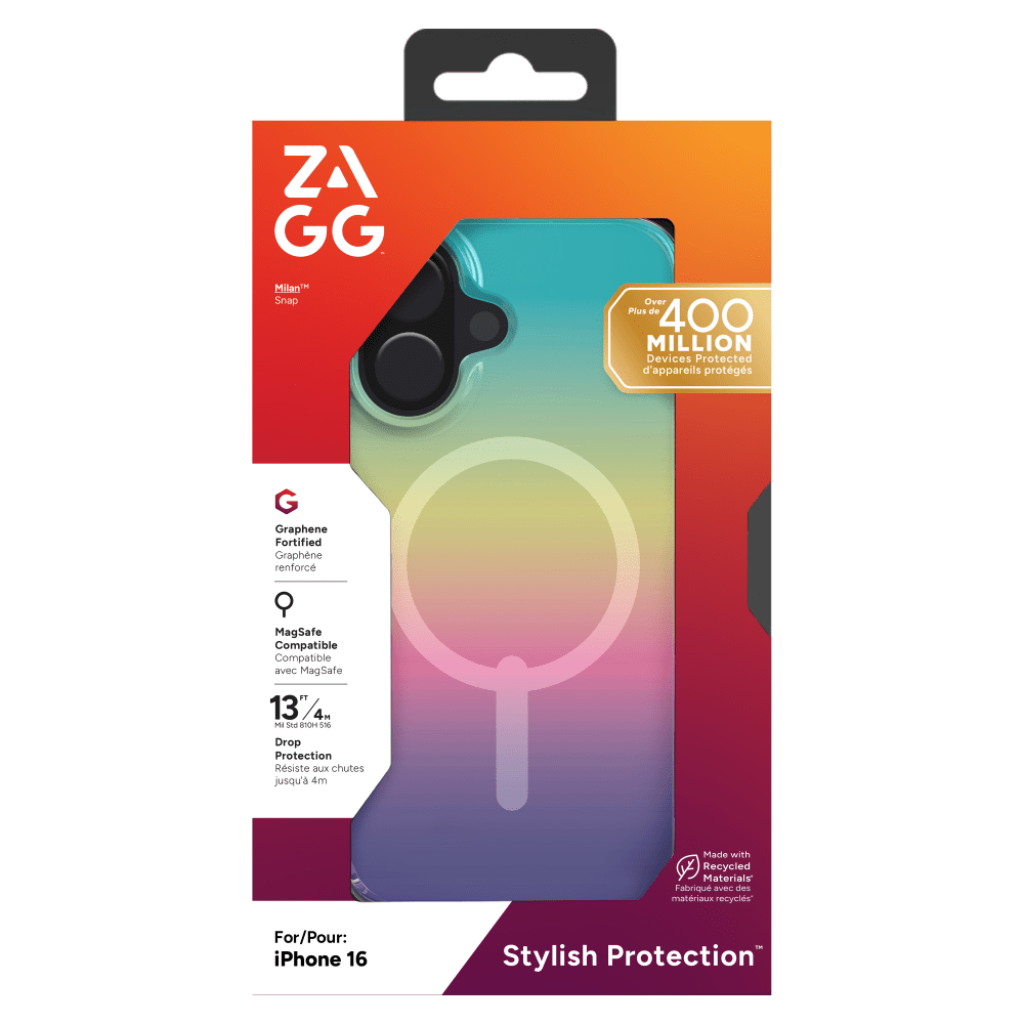 ZAGG™
Milan™
Snap
Over
Plus de
400
MILLION
Devices Protected
d'appareils protégés
Graphene
Fortified
Graphène
renforcé
MagSafe
Compatible
Compatible
avec MagSafe
13FT/4M
Mil Std 810H 516
Drop
Protection
Résiste aux chutes
jusqu'à 4m
Made with
Recycled
Materials*
Fabriqué avec des
matériaux recyclés*
For/Pour:
iPhone 16
Stylish Protection™